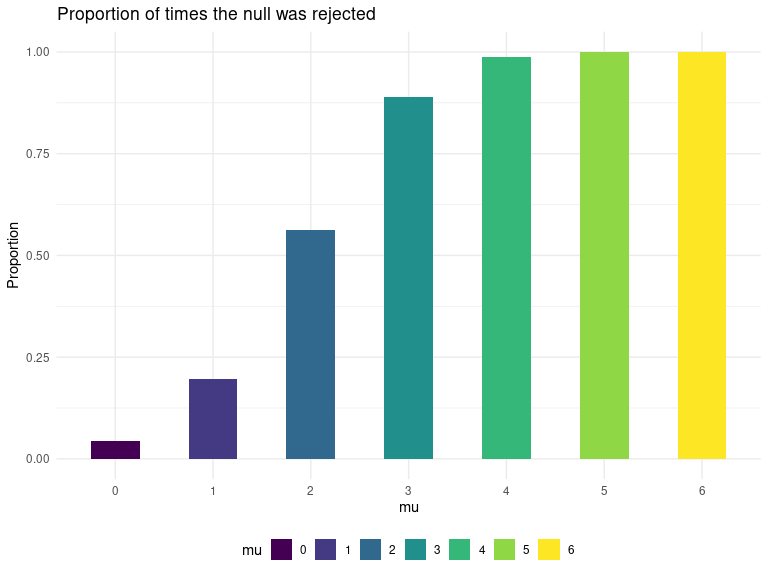 Proportion of times the null was rejected
1.00
0.75
0.50
0.25
0.00
Proportion
0 1 2 3 4 5 6
mu
mu 0 1 2 3 4 5 6